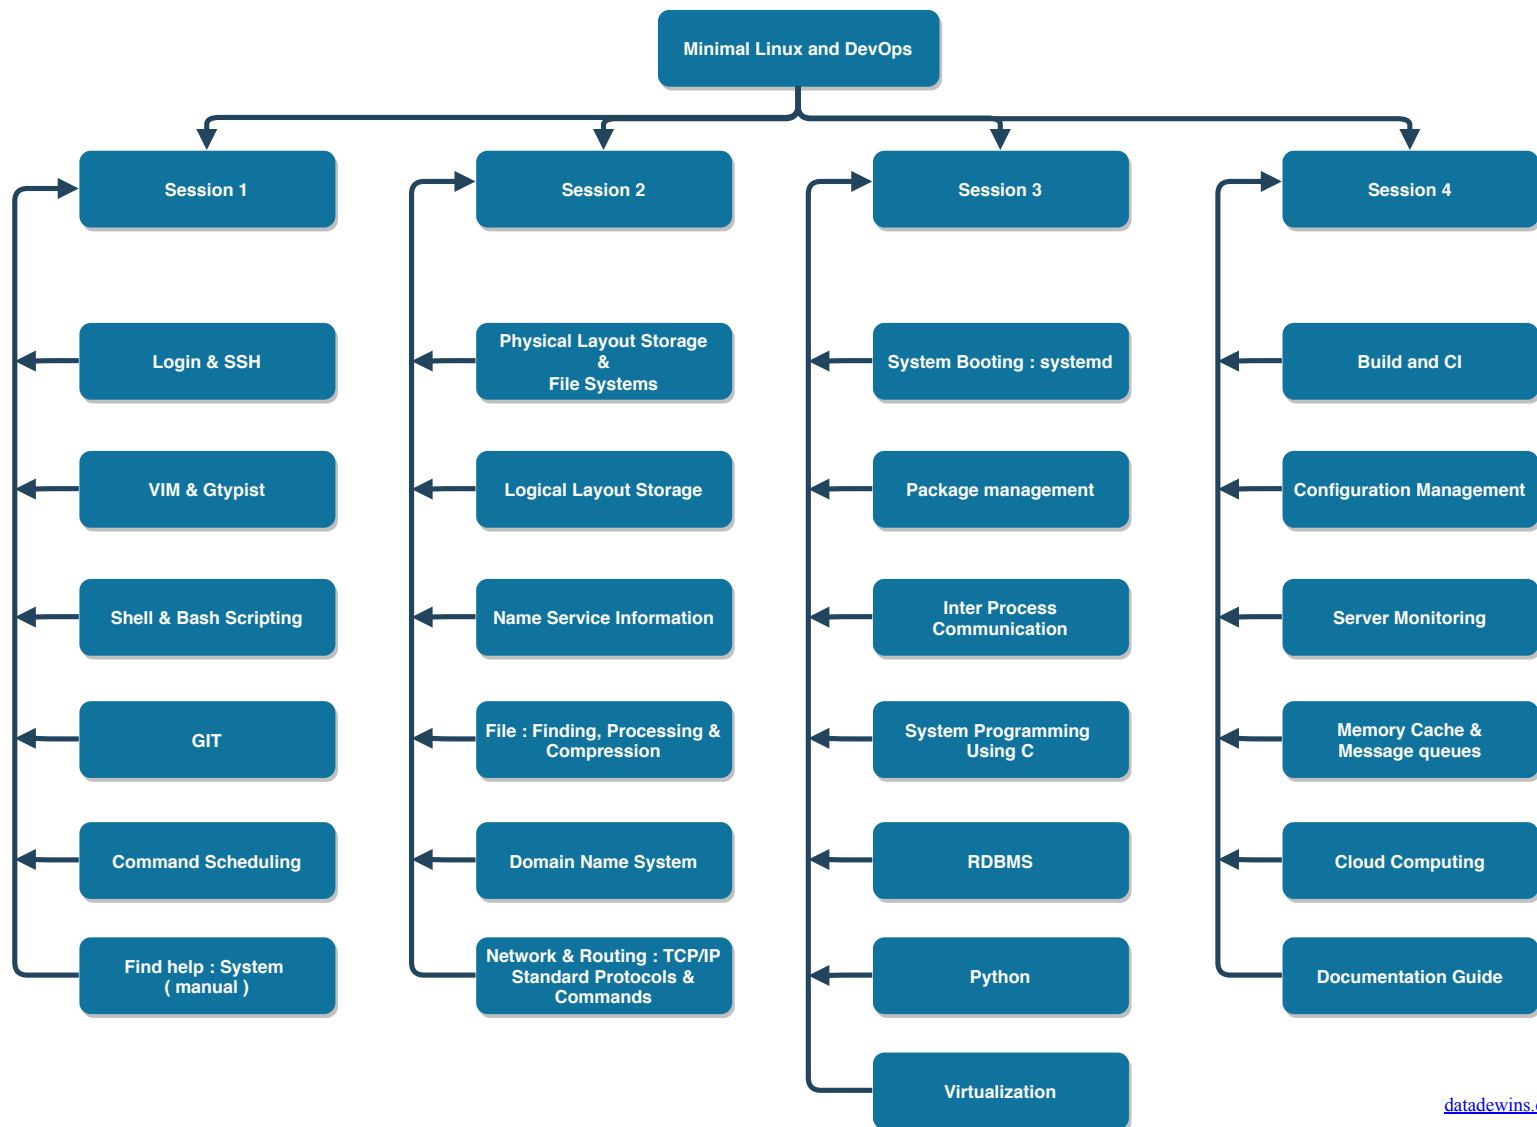 Minimal Linux and DevOps
Session 1
Session 2
Session 3
Session 4
Login & SSH
VIM & Gtypist
Shell & Bash Scripting
GIT
Command Scheduling
Find help : System
( manual )
Physical Layout Storage
&
File Systems
Logical Layout Storage
Name Service Information
File : Finding, Processing &
Compression
Domain Name System
Network & Routing : TCP/IP
Standard Protocols &
Commands
System Booting : systemd
Package management
Inter Process
Communication
System Programming
Using C
RDBMS
Python
Virtualization
Build and CI
Configuration Management
Server Monitoring
Memory Cache &
Message queues
Cloud Computing
Documentation Guide
datadewins.